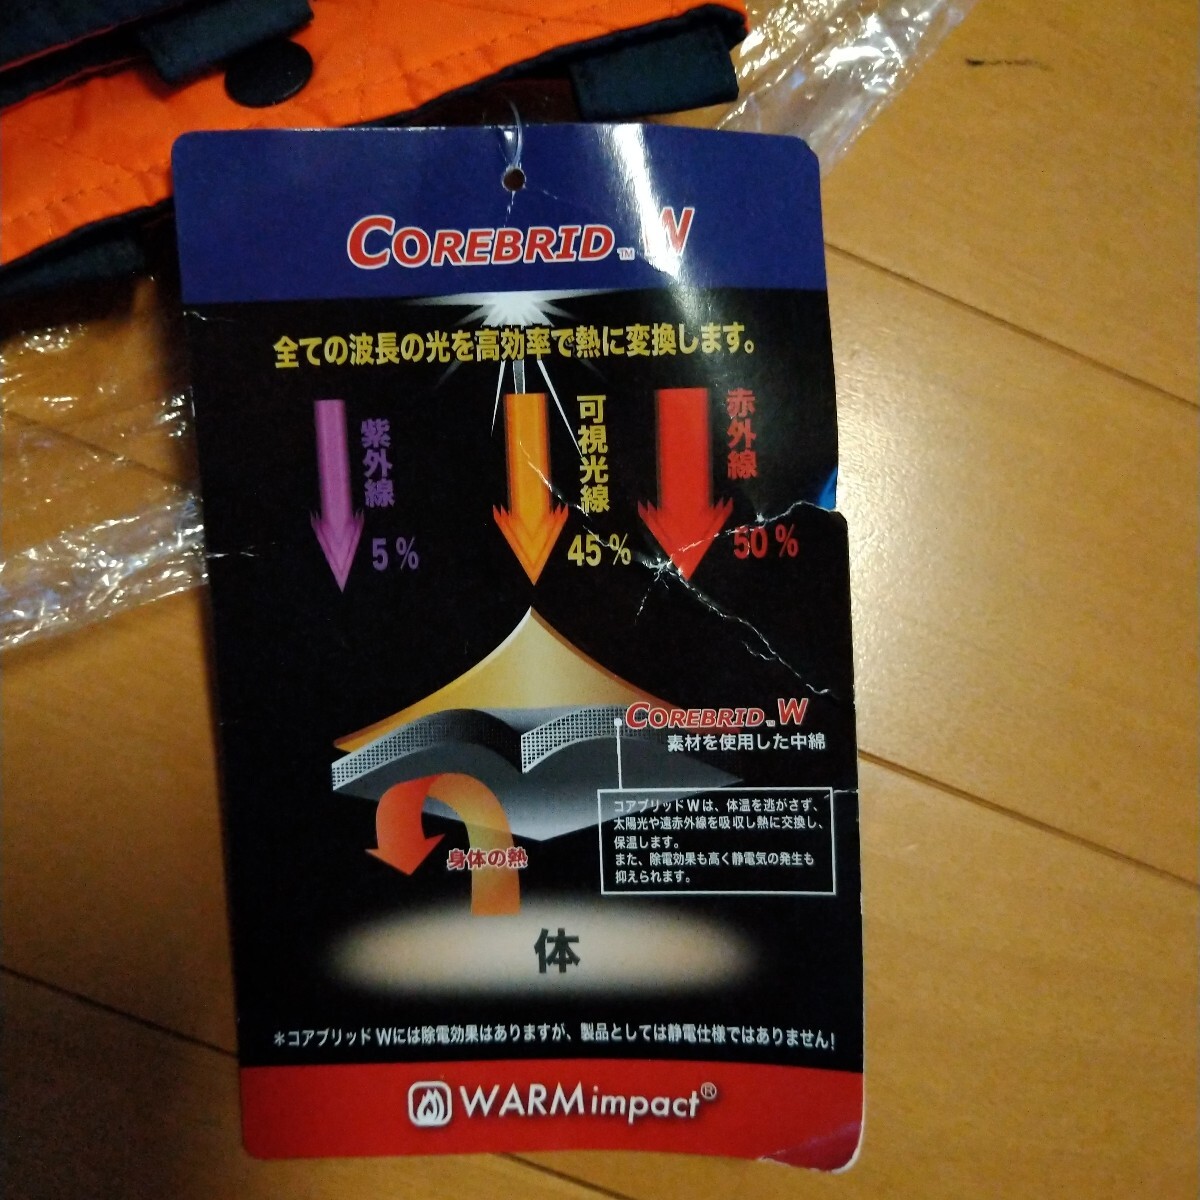 COREBRID™ W
全ての波長の光を高効率で熱に変換します。
紫外線
5%
可視光線
45%
赤外線
50%
COREBRID™ W
素材を使用した中綿
コアブリッドWは、体温を逃がさず、
太陽光や遠赤外線を吸収し熱に交換し、
保温します。
また、除電効果も高く静電気の発生も
抑えられます。
身体の熱
体
*コアブリッドWには除電効果はありますが、製品としては静電仕様ではありません!
WARMimpact®